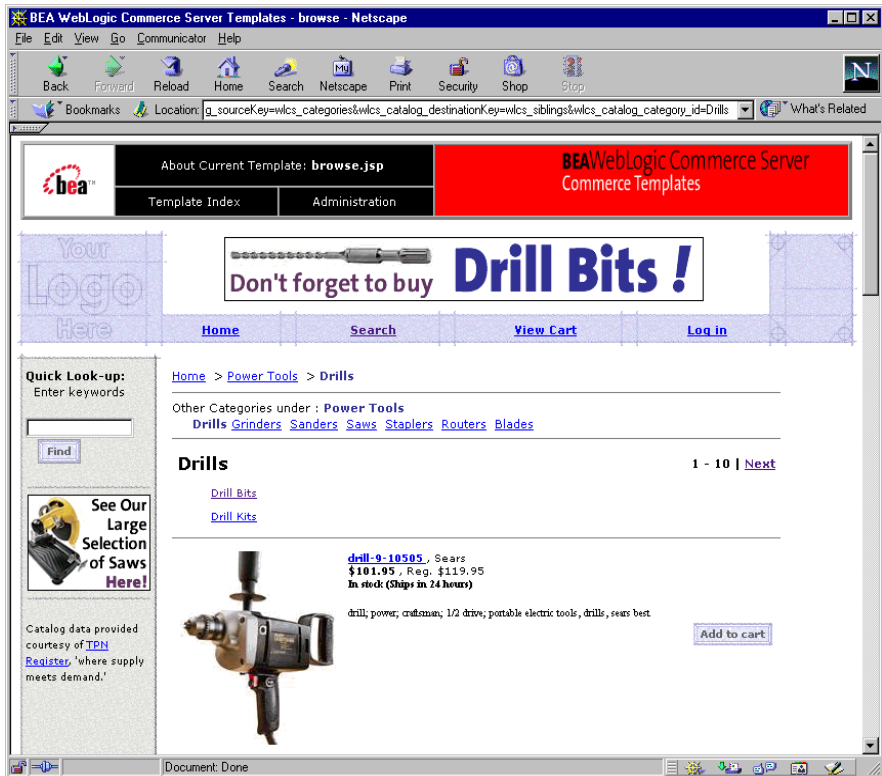 BEA WebLogic Commerce Server Templates - browse - Netscape
File Edit View Go Communicator Help
Back Forward Reload Home Search Netscape Print Security Shop Stop
My
N
Bookmarks Location: g_sourceKey=wlcs_categories&wlcs_catalog_destinationKey=wlcs_siblings&wlcs_catalog_category_id=Drills What's Related
bea™
About Current Template: browse.jsp
Template Index Administration
BEAWebLogic Commerce Server
Commerce Templates
Your
Logo
Here
Don't forget to buy Drill Bits !
Home Search View Cart Log in
Quick Look-up:
Enter keywords
Find
See Our
Large
Selection
of Saws
Here!
Catalog data provided
courtesy of TPN
Register, 'where supply
meets demand.'
Home > Power Tools > Drills
Other Categories under : Power Tools
Drills Grinders Sanders Saws Staplers Routers Blades
Drills 1 - 10 | Next
Drill Bits
Drill Kits
drill-9-10505 , Sears
$101.95 , Reg. $119.95
In stock (Ships in 24 hours)
drill; power; craftsman; 1/2 drive; portable electric tools, drills, sears best
Add to cart
Document: Done